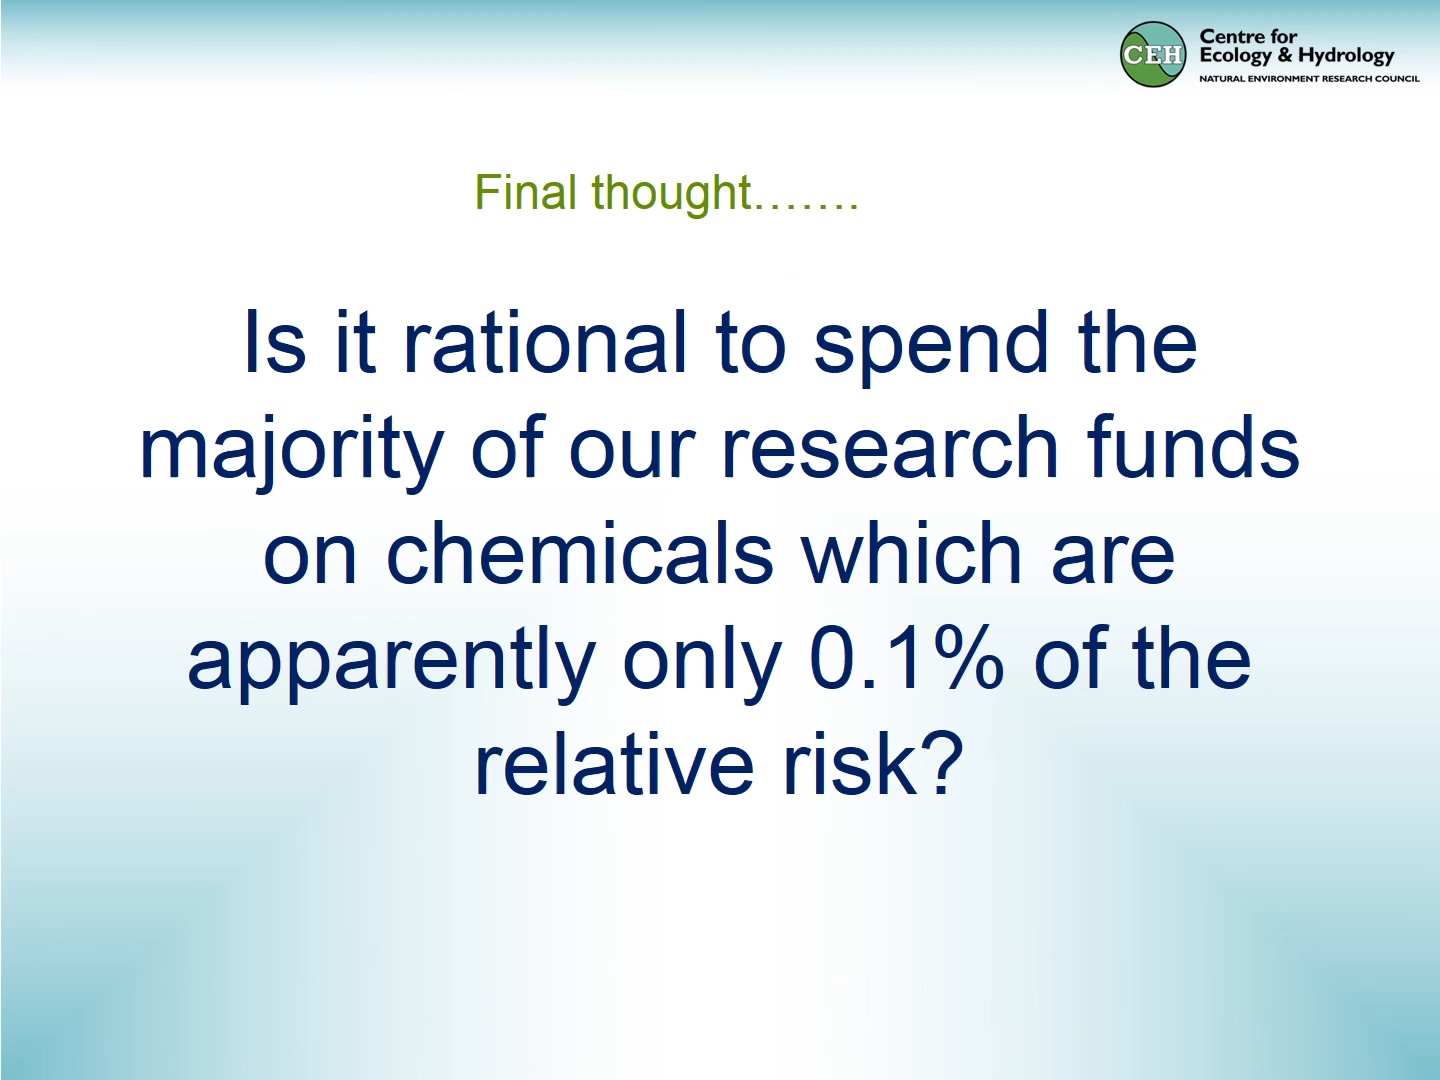 CEH
Centre for
Ecology & Hydrology
NATURAL ENVIRONMENT RESEARCH COUNCIL
Final thought…….
Is it rational to spend the
majority of our research funds
on chemicals which are
apparently only 0.1% of the
relative risk?